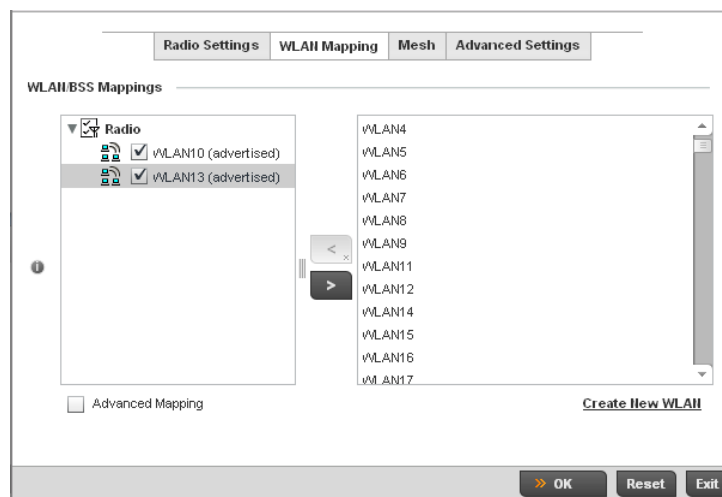 Radio Settings WLAN Mapping Mesh Advanced Settings
WLAN/BSS Mappings
Radio
WLAN10 (advertised)
WLAN13 (advertised)
<
>
WLAN4
WLAN5
WLAN6
WLAN7
WLAN8
WLAN9
WLAN11
WLAN12
WLAN14
WLAN15
WLAN16
WLAN17
Advanced Mapping
Create New WLAN
» OK Reset Exit